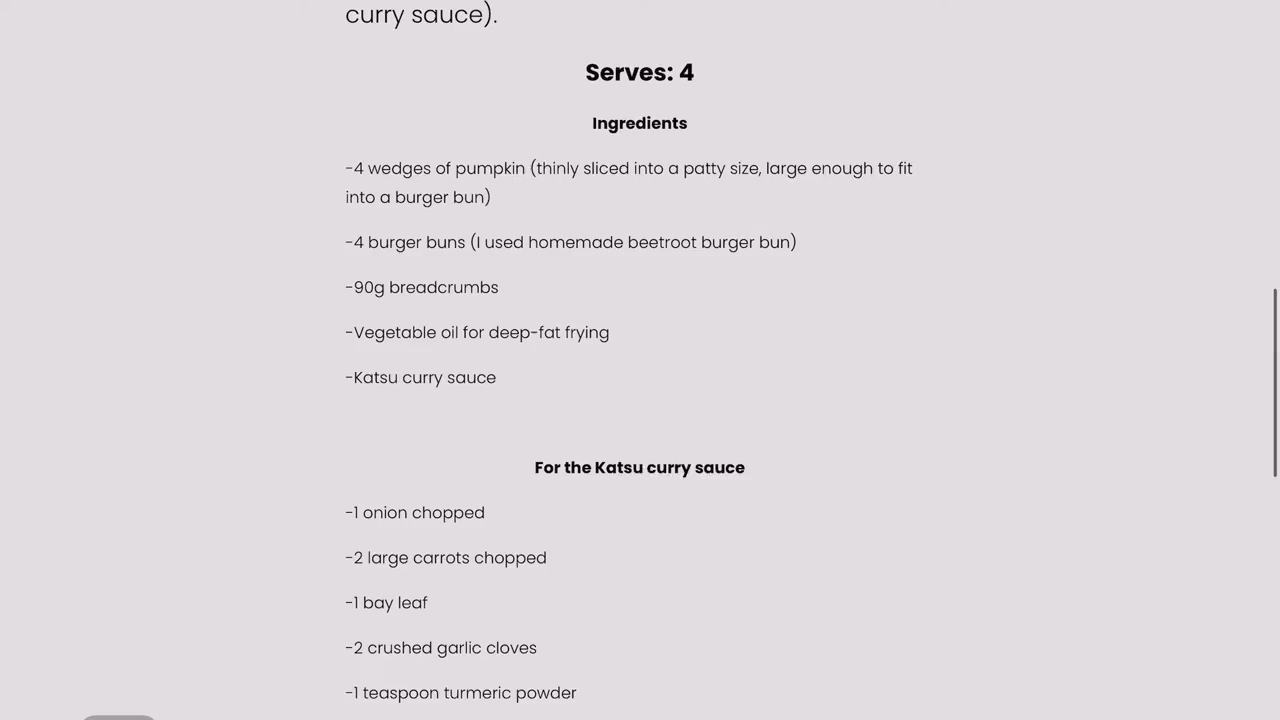 curry sauce).
Serves: 4
Ingredients
-4 wedges of pumpkin (thinly sliced into a patty size, large enough to fit
into a burger bun)
-4 burger buns (I used homemade beetroot burger bun)
-90g breadcrumbs
-Vegetable oil for deep-fat frying
-Katsu curry sauce
For the Katsu curry sauce
-1 onion chopped
-2 large carrots chopped
-1 bay leaf
-2 crushed garlic cloves
-1 teaspoon turmeric powder